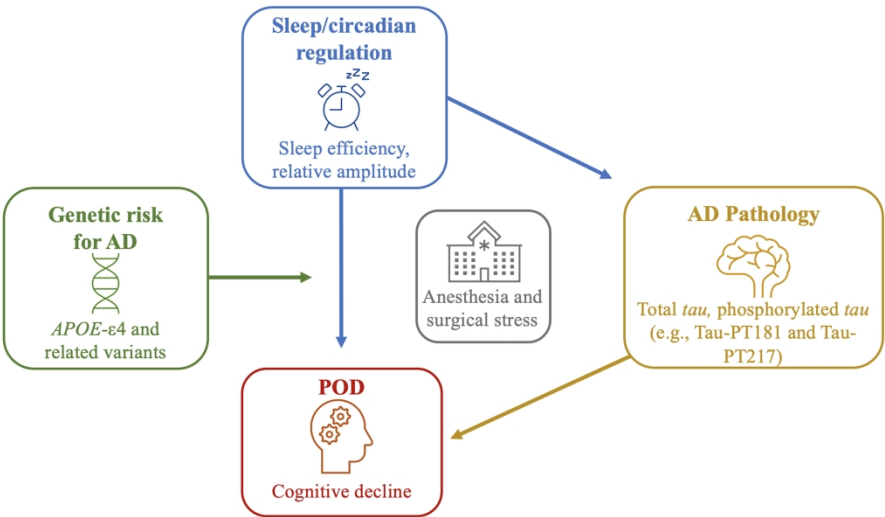 Sleep/circadian
regulation
zzZZ
Sleep efficiency,
relative amplitude
Genetic risk
for AD
APOE-ε4 and
related variants
Anesthesia and
surgical stress
AD Pathology
Total tau, phosphorylated tau
(e.g., Tau-PT181 and Tau-
PT217)
POD
Cognitive decline